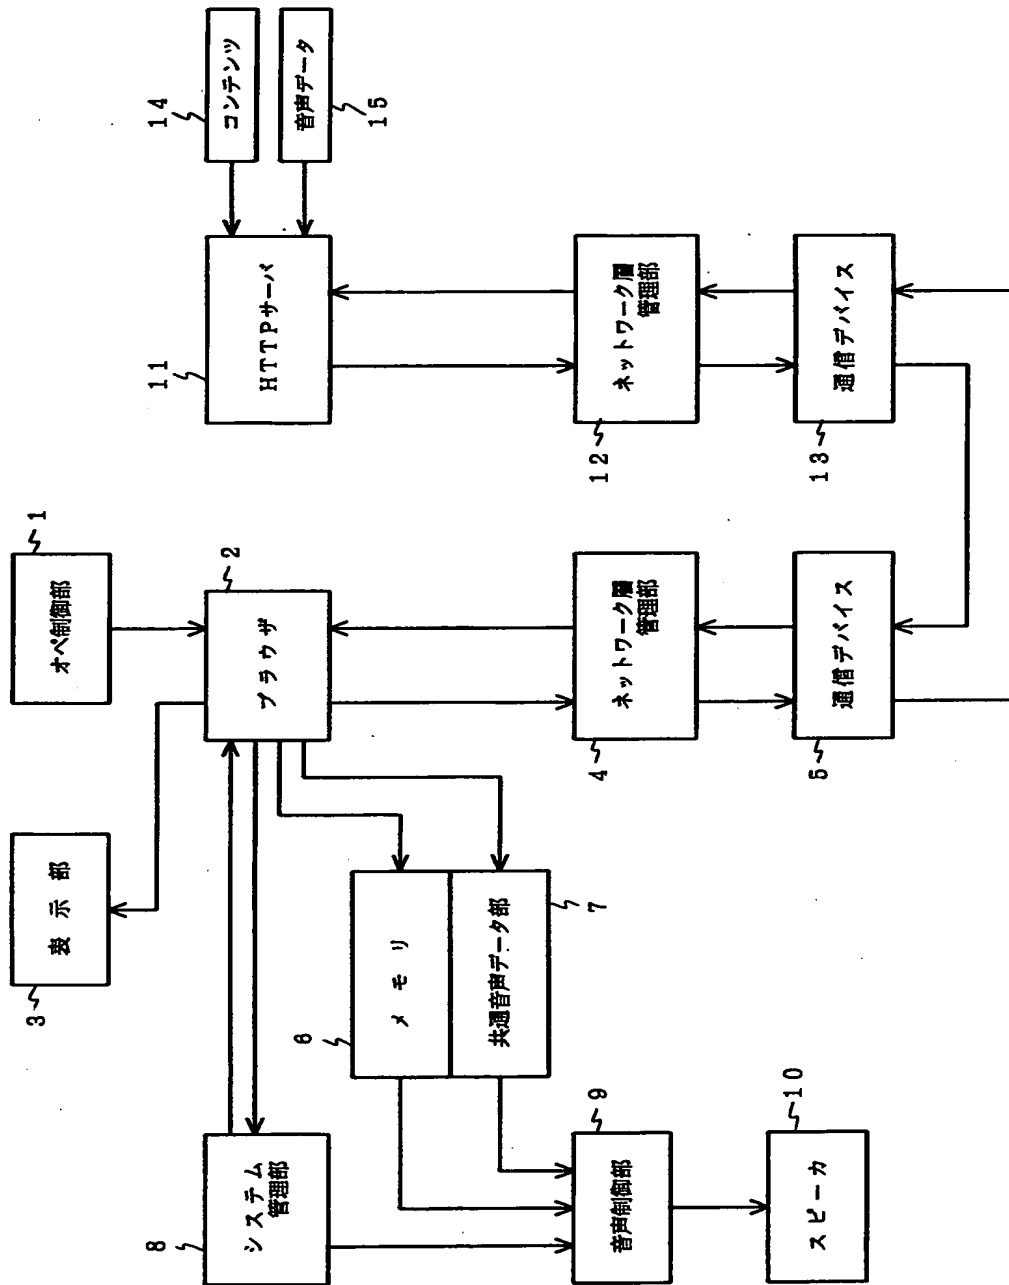 3
表示部
オペ制御部
1
8
システム
管理部
ブラウザ
2
11
HTTPサーバ
14
コンテンツ
音声データ
15
6
メモリ
共通音声データ部
7
音声制御部
9
4
ネットワーク層
管理部
12
ネットワーク層
管理部
スピーカ
10
5
通信デバイス
13
通信デバイス